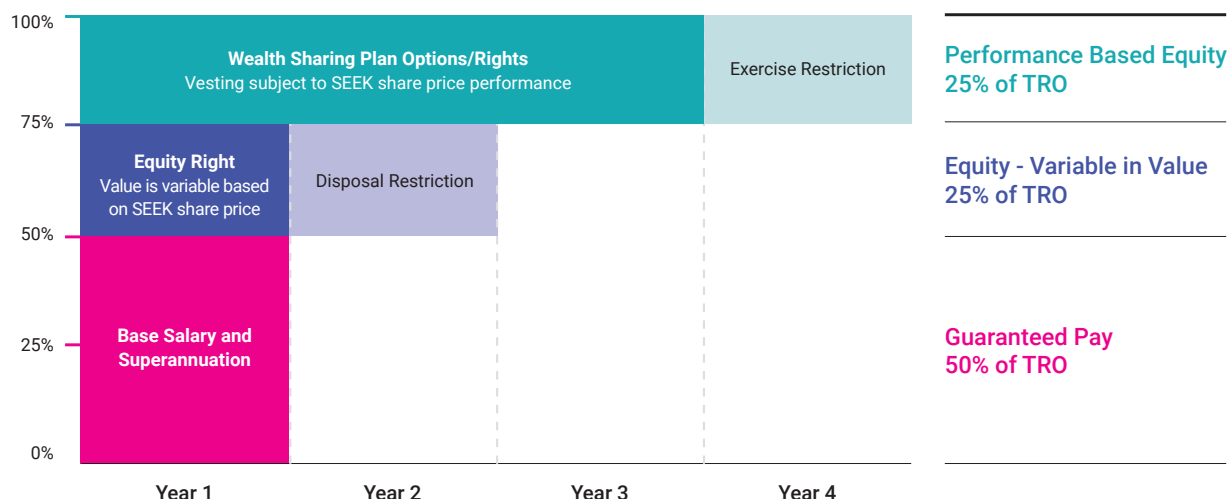 100%
Wealth Sharing Plan Options/Rights
Vesting subject to SEEK share price performance
Exercise Restriction
Performance Based Equity
25% of TRO
75%
Equity Right
Value is variable based
on SEEK share price
Disposal Restriction
Equity - Variable in Value
25% of TRO
50%
Base Salary and
Superannuation
25%
Guaranteed Pay
50% of TRO
0%
Year 1
Year 2
Year 3
Year 4